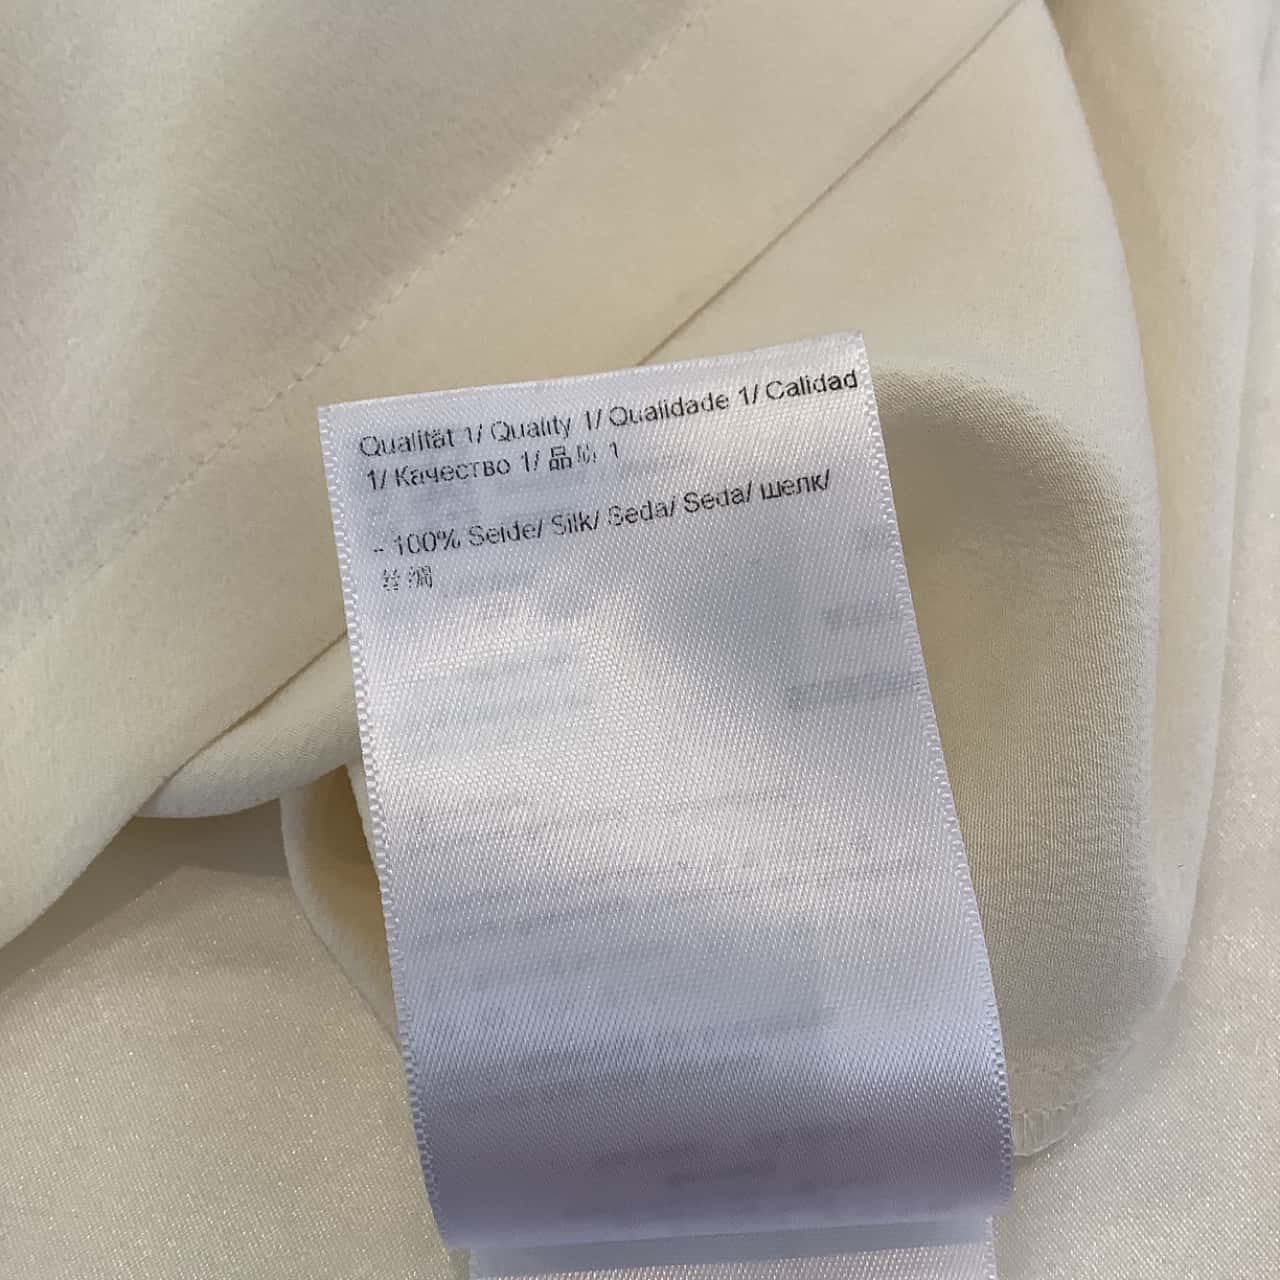 Qualität 1/ Quality 1/ Qualidade 1/ Calidad
1/ Качество 1/ 品质 1
- 100% Seide/ Silk/ Seda/ Seda/ шелк/
丝绸